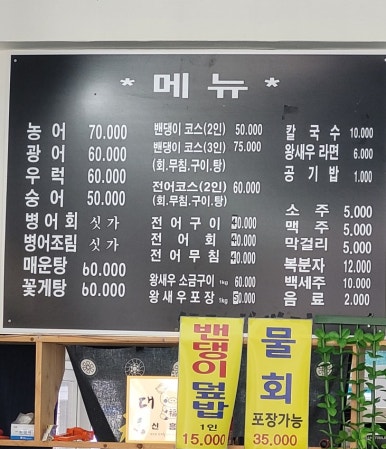 * 메 뉴 *
농 어 70.000
광 어 60.000
우 럭 60.000
숭 어 50.000
병어회 싯가
병어조림 싯가
매운탕 60.000
꽃게탕 60.000
밴댕이 코스(2인) 50.000
밴댕이 코스(3인) 75.000
(회.무침.구이.탕)
전어코스(2인) 60.000
(회.무침.구이.탕)
전 어 구 이 40.000
전 어 회 40.000
전 어 무 침 40.000
왕새우 소금구이 1kg 60.000
왕새우포장 1kg 50.000
칼 국 수 10.000
왕새우 라면 6.000
공 기 밥 1.000
소 주 5.000
맥 주 5.000
막걸리 5.000
복분자 12.000
백세주 10.000
음 료 2.000
밴댕이 덮밥
1인
15,000
물 회
포장가능
35,000
대
福